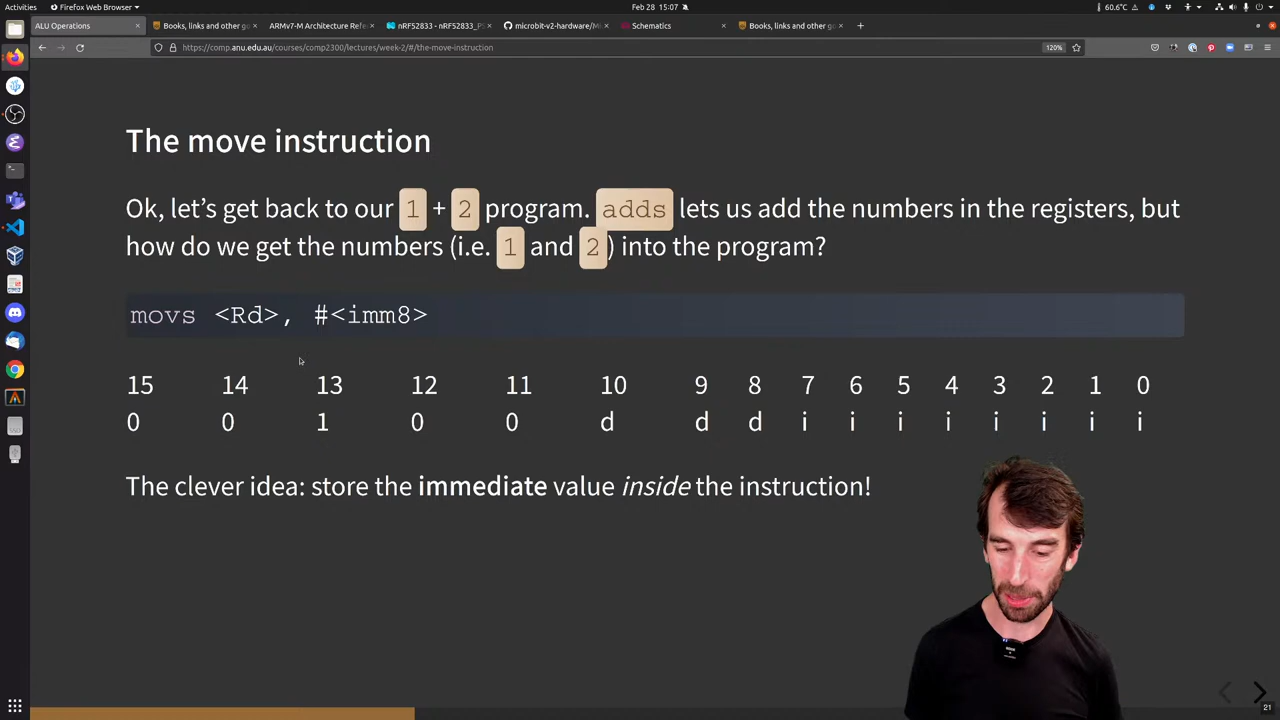 Activities Firefox Web Browser Feb 28 15:07 60.6°C
ALU Operations × Books, links and other go × ARMv7-M Architecture Refe × nRF52833 - nRF52833_PS × microbit-v2-hardware/Mi × Schematics × Books, links and other go × +
https://comp.anu.edu.au/courses/comp2300/lectures/week-2/#/the-move-instruction 120%
The move instruction
Ok, let's get back to our 1 + 2 program. adds lets us add the numbers in the registers, but
how do we get the numbers (i.e. 1 and 2) into the program?
movs <Rd>, #<imm8>
15 14 13 12 11 10 9 8 7 6 5 4 3 2 1 0
0 0 1 0 0 d d d i i i i i i i i
The clever idea: store the immediate value inside the instruction!
21